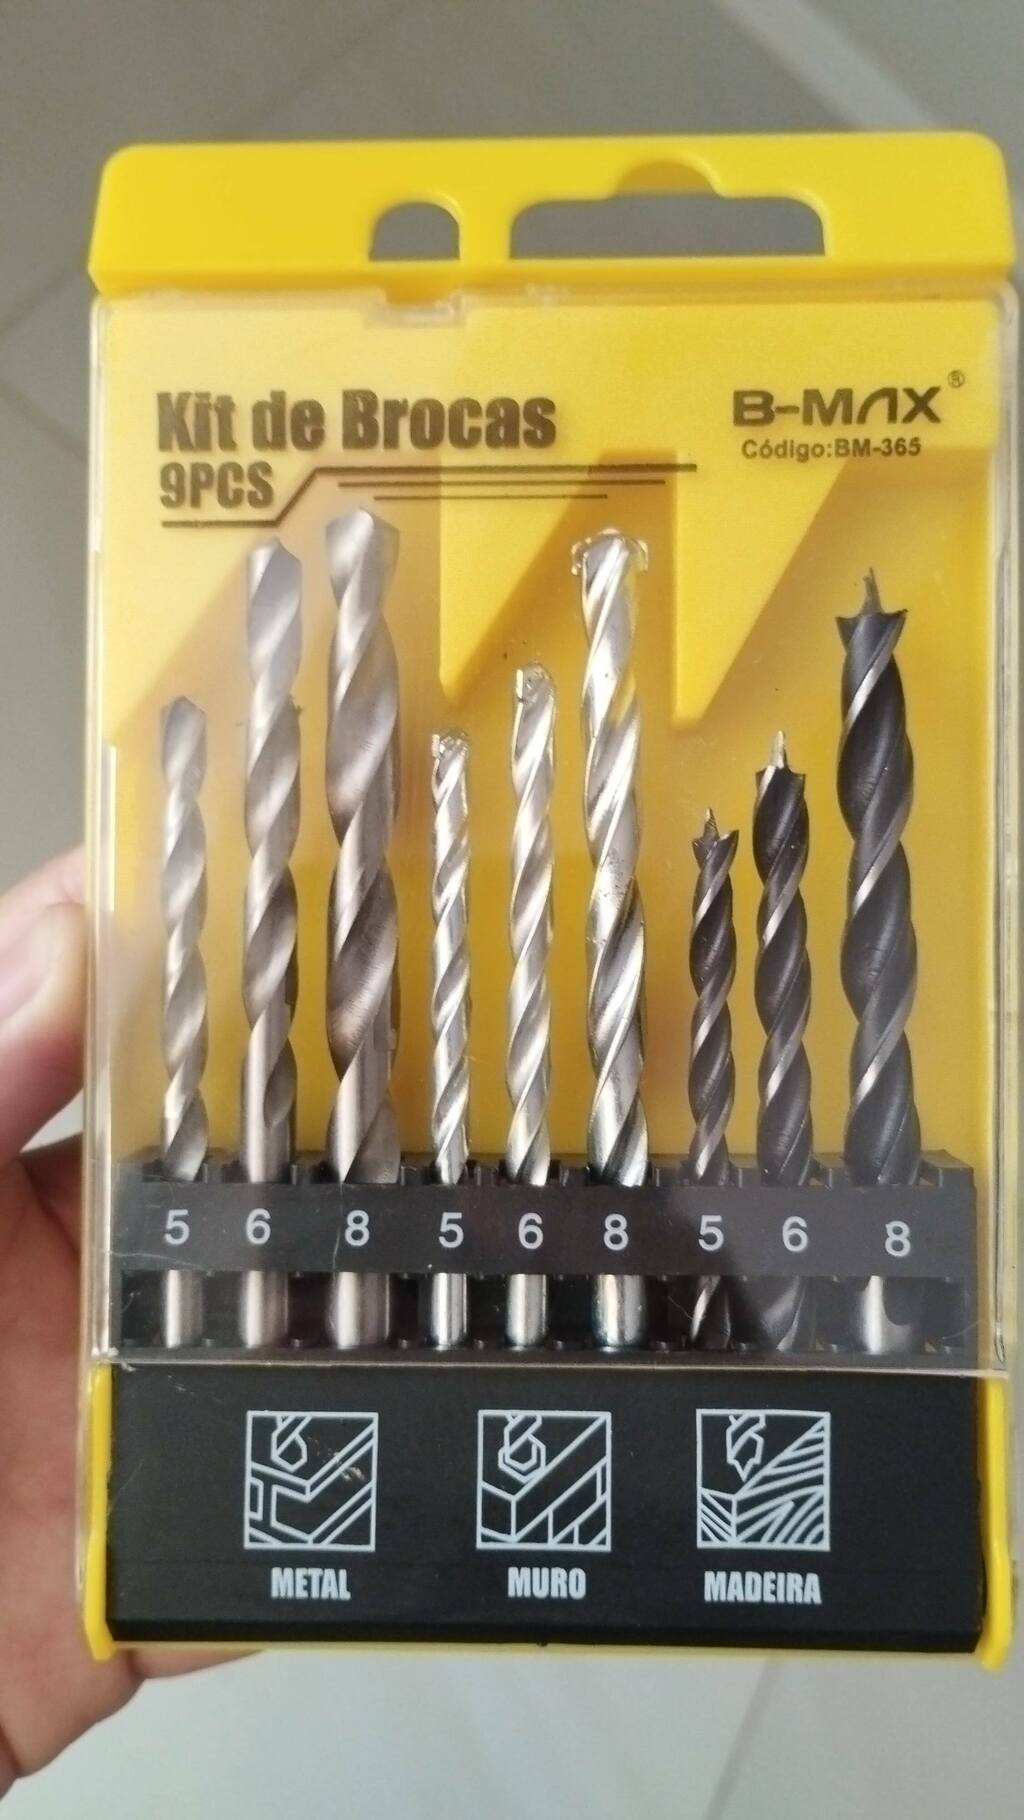 Kit de Brocas
9PCS
B-MAX®
Código:BM-365
5 6 8 5 6 8 5 6 8
METAL MURO MADEIRA